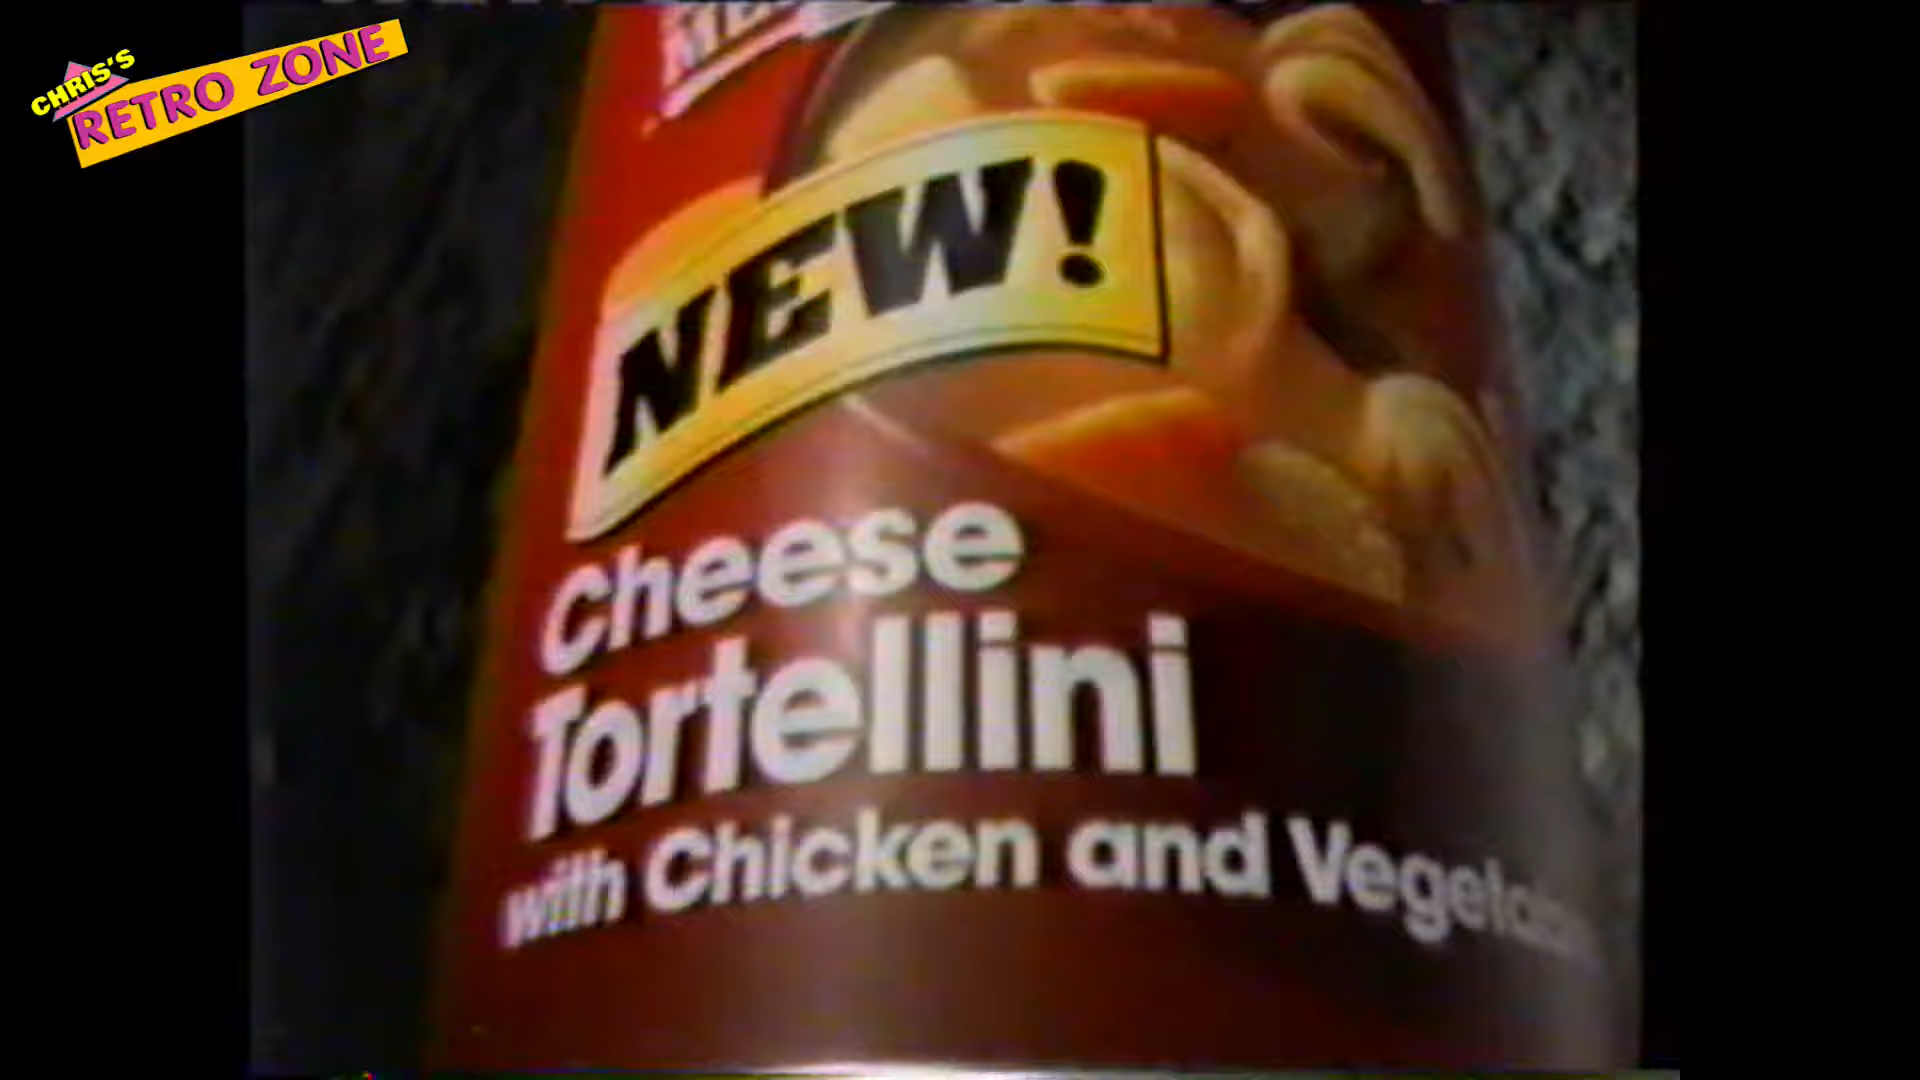 CHRIS'S
RETRO ZONE
NEW!
Cheese
Tortellini
with Chicken and